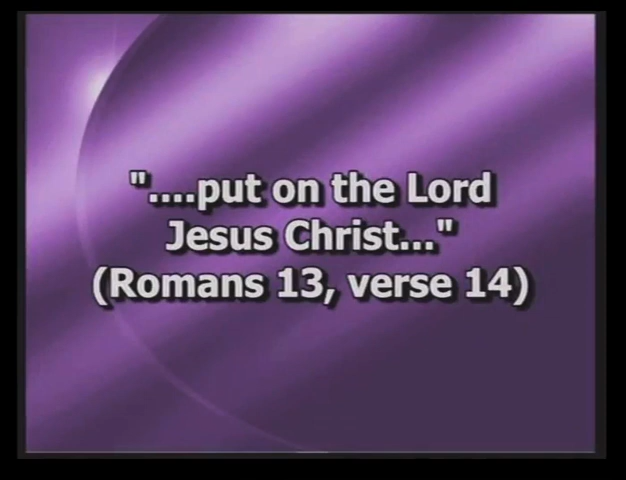 "....put on the Lord
Jesus Christ..."
(Romans 13, verse 14)